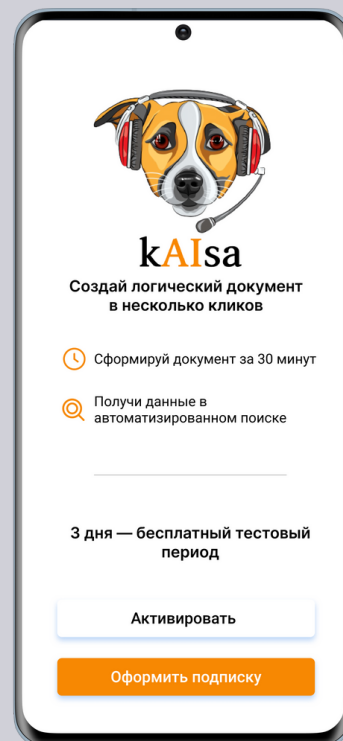 kAIsa
Создай логический документ
в несколько кликов
Сформируй документ за 30 минут
Получи данные в
автоматизированном поиске
3 дня — бесплатный тестовый
период
Активировать
Оформить подписку